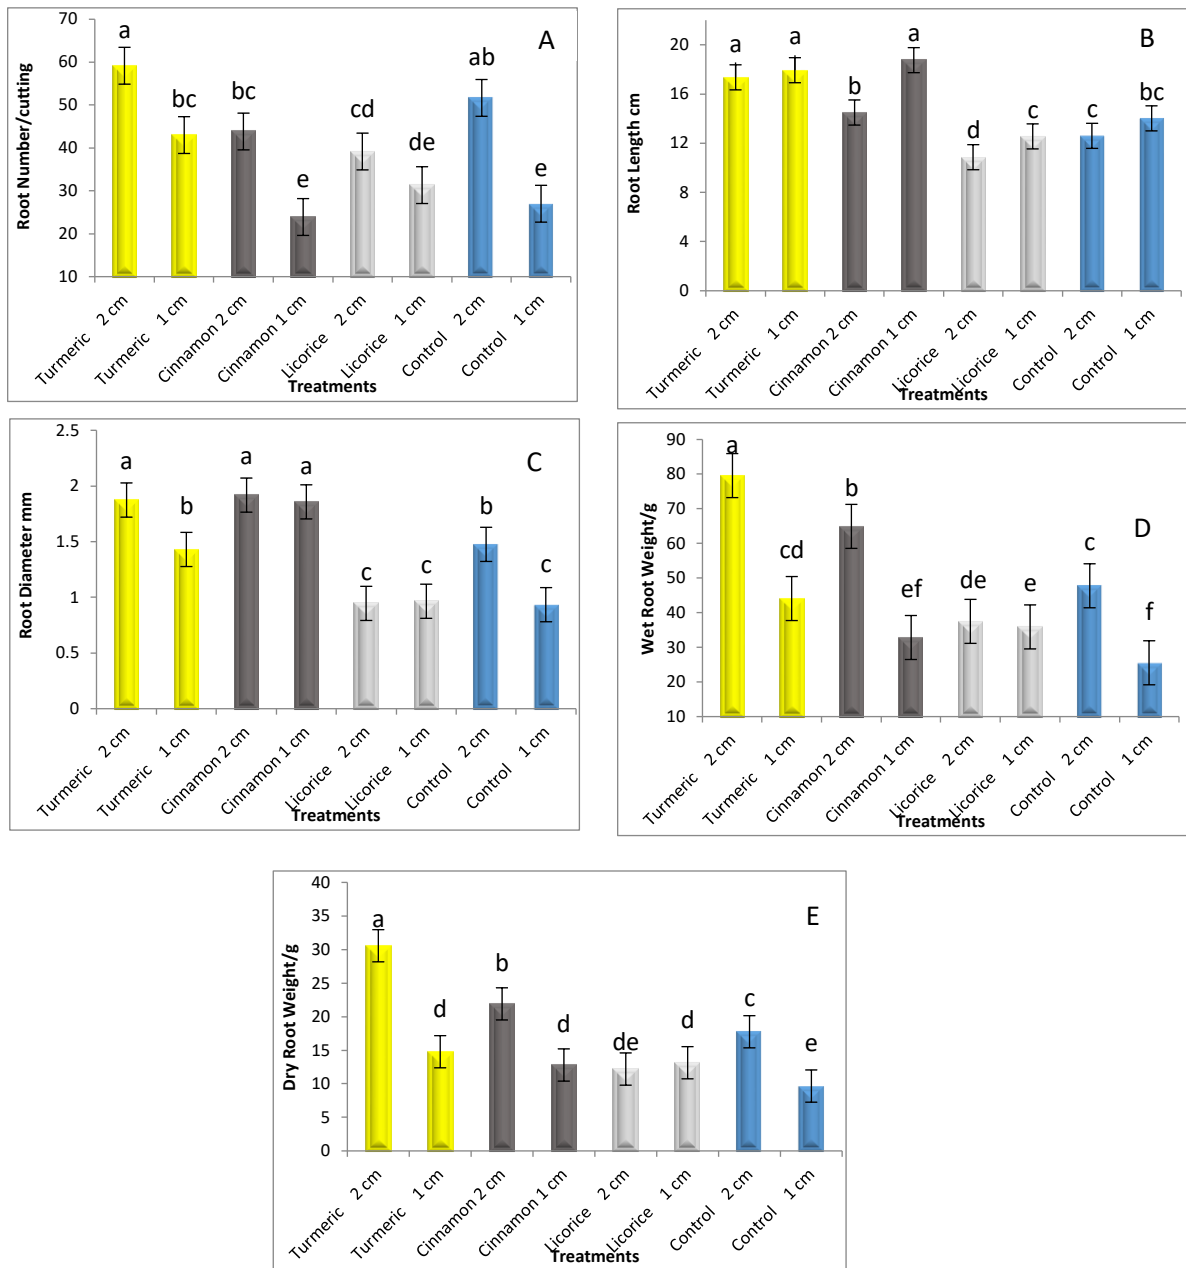 A
Root Number/cutting
70
60
50
40
30
20
10
a
bc
bc
e
cd
de
ab
e
Turmeric 2 cm
Turmeric 1 cm
Cinnamon 2 cm
Cinnamon 1 cm
Licorice 2 cm
Licorice 1 cm
Control 2 cm
Control 1 cm
Treatments
B
Root Length cm
20
16
12
8
4
0
a
a
b
a
d
c
c
bc
Turmeric 2 cm
Turmeric 1 cm
Cinnamon 2 cm
Cinnamon 1 cm
Licorice 2 cm
Licorice 1 cm
Control 2 cm
Control 1 cm
Treatments
C
Root Diameter mm
2.5
2
1.5
1
0.5
0
a
b
a
a
c
c
b
c
Turmeric 2 cm
Turmeric 1 cm
Cinnamon 2 cm
Cinnamon 1 cm
Licorice 2 cm
Licorice 1 cm
Control 2 cm
Control 1 cm
Treatments
D
Wet Root Weight/g
90
80
70
60
50
40
30
20
10
a
cd
b
ef
de
e
c
f
Turmeric 2 cm
Turmeric 1 cm
Cinnamon 2 cm
Cinnamon 1 cm
Licorice 2 cm
Licorice 1 cm
Control 2 cm
Control 1 cm
Treatments
E
Dry Root Weight/g
40
35
30
25
20
15
10
5
0
a
d
b
d
de
d
c
e
Turmeric 2 cm
Turmeric 1 cm
Cinnamon 2 cm
Cinnamon 1 cm
Licorice 2 cm
Licorice 1 cm
Control 2 cm
Control 1 cm
Treatments